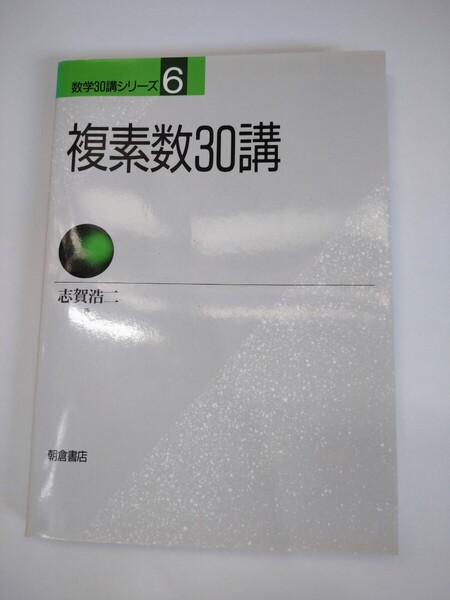 数学30講シリーズ 6
複素数30講
志賀浩二
著
朝倉書店